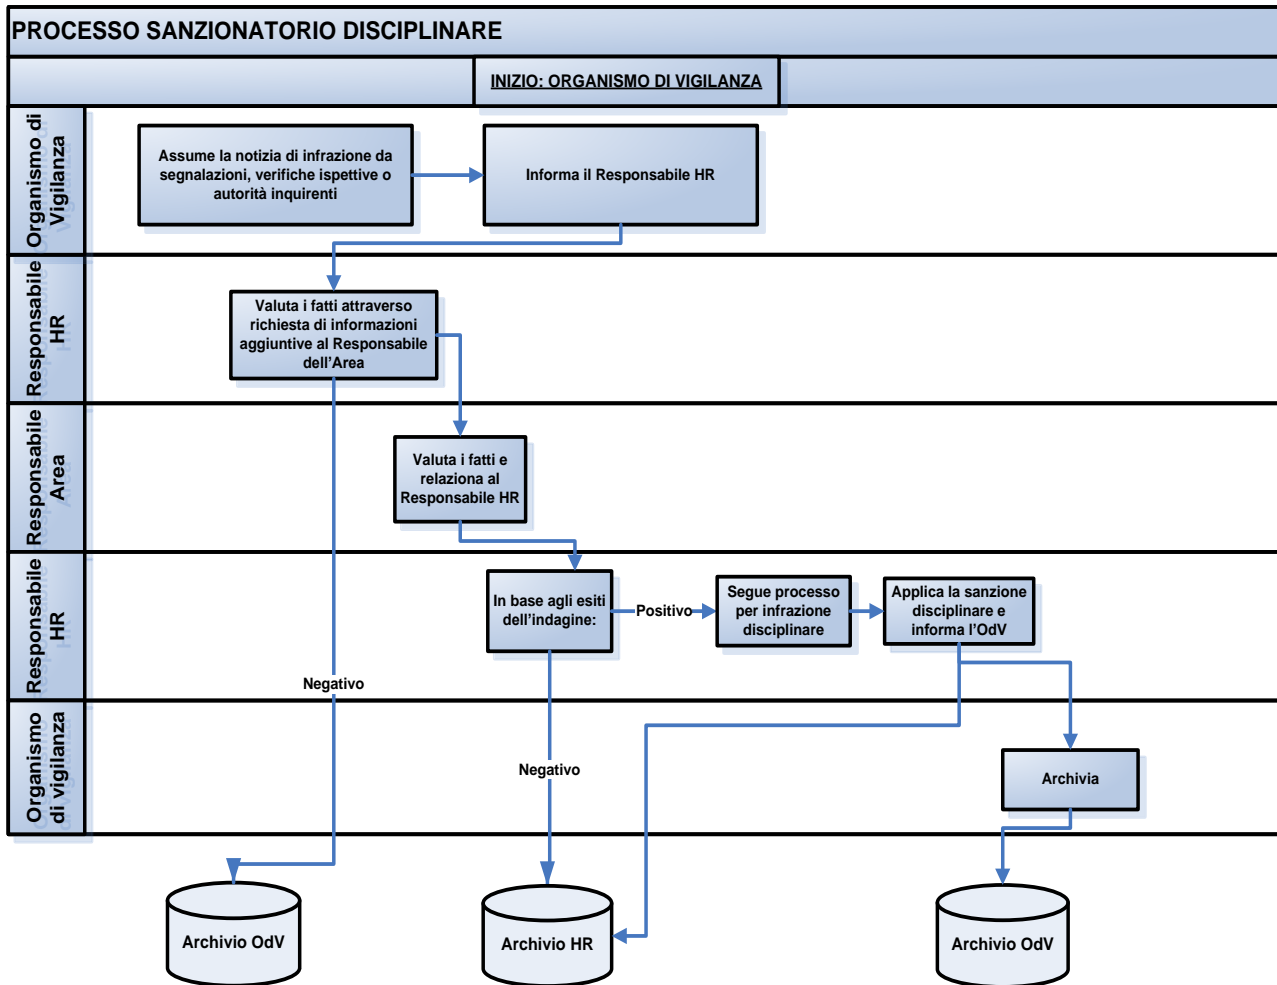 PROCESSO SANZIONATORIO DISCIPLINARE
INIZIO: ORGANISMO DI VIGILANZA
Organismo di
Vigilanza
Assume la notizia di infrazione da
segnalazioni, verifiche ispettive o
autorità inquirenti
Informa il Responsabile HR
Responsabile
HR
Valuta i fatti attraverso
richiesta di informazioni
aggiuntive al Responsabile
dell’Area
Responsabile
Area
Valuta i fatti e
relaziona al
Responsabile HR
Responsabile
HR
In base agli esiti
dell’indagine:
Positivo
Segue processo
per infrazione
disciplinare
Applica la sanzione
disciplinare e
informa l’OdV
Negativo
Organismo
di vigilanza
Negativo
Archivia
Archivio OdV
Archivio HR
Archivio OdV